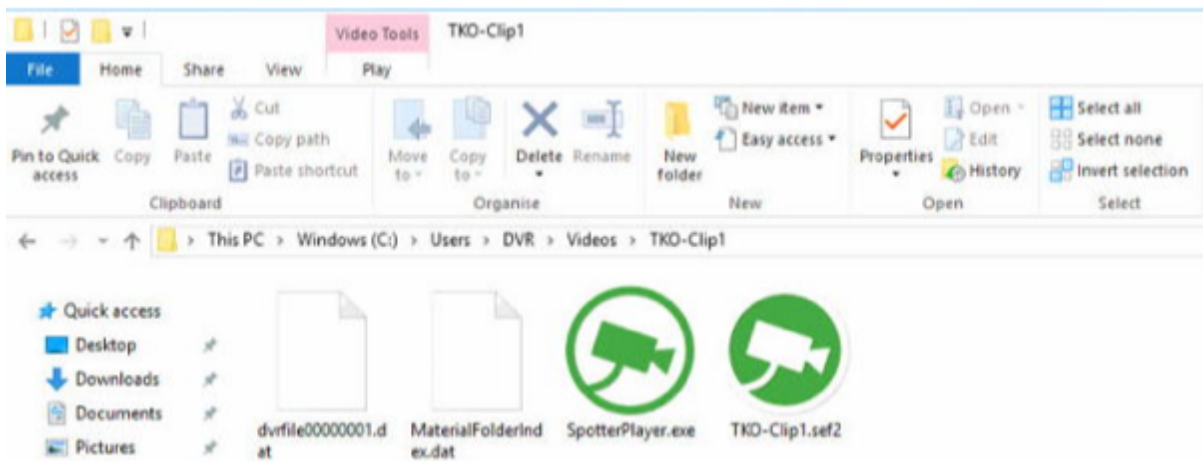 Video Tools TKO-Clip1
File Home Share View Play
Pin to Quick access
Copy
Paste
Cut
Copy path
Paste shortcut
Clipboard
Move to
Copy to
Delete
Rename
Organise
New folder
New item
Easy access
New
Properties
Open
Edit
History
Open
Select all
Select none
Invert selection
Select
This PC > Windows (C:) > Users > DVR > Videos > TKO-Clip1
Quick access
Desktop
Downloads
Documents
Pictures
dvrfile00000001.d
at
MaterialFolderInd
ex.dat
SpotterPlayer.exe
TKO-Clip1.sef2